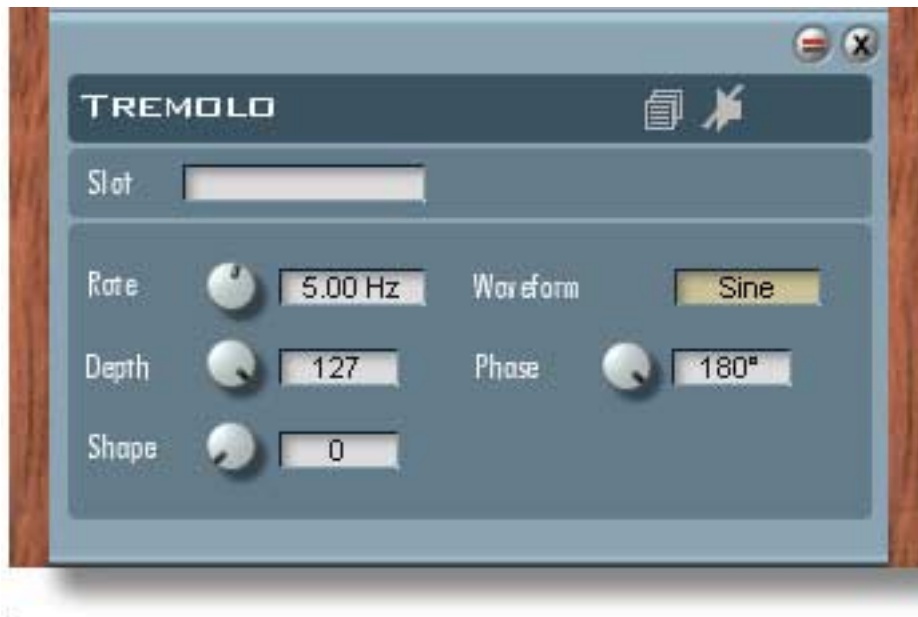 TREMOLO
Slot
Rate 5.00 Hz Waveform Sine
Depth 127 Phase 180°
Shape 0